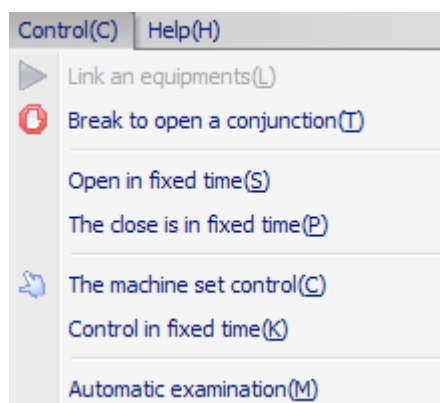 Control(C) Help(H)
Link an equipments(L)
Break to open a conjunction(T)
Open in fixed time(S)
The close is in fixed time(P)
The machine set control(C)
Control in fixed time(K)
Automatic examination(M)